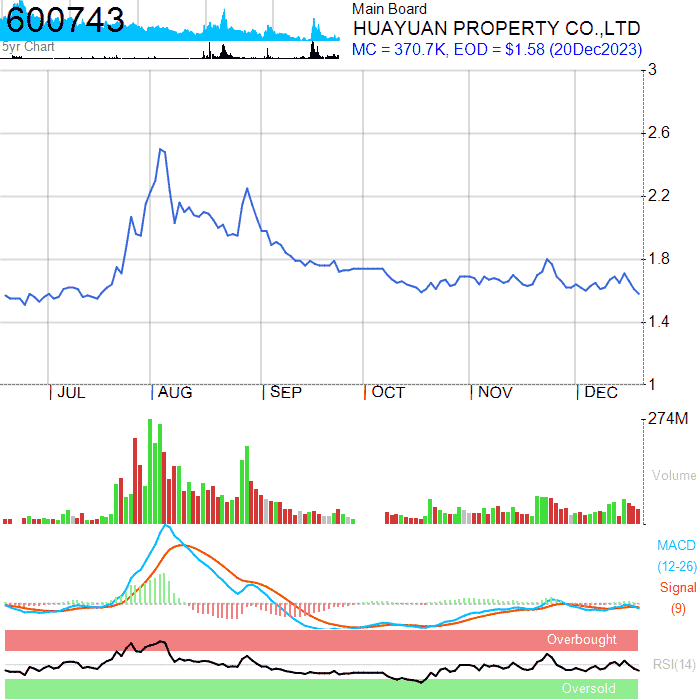 600743
5yr Chart
Main Board
HUAYUAN PROPERTY CO.,LTD
MC = 370.7K, EOD = $1.58 (20Dec2023)
3
2.6
2.2
1.8
1.4
1
JUL AUG SEP OCT NOV DEC
274M
Volume
MACD
(12-26)
Signal
(9)
Overbought
RSI(14)
Oversold